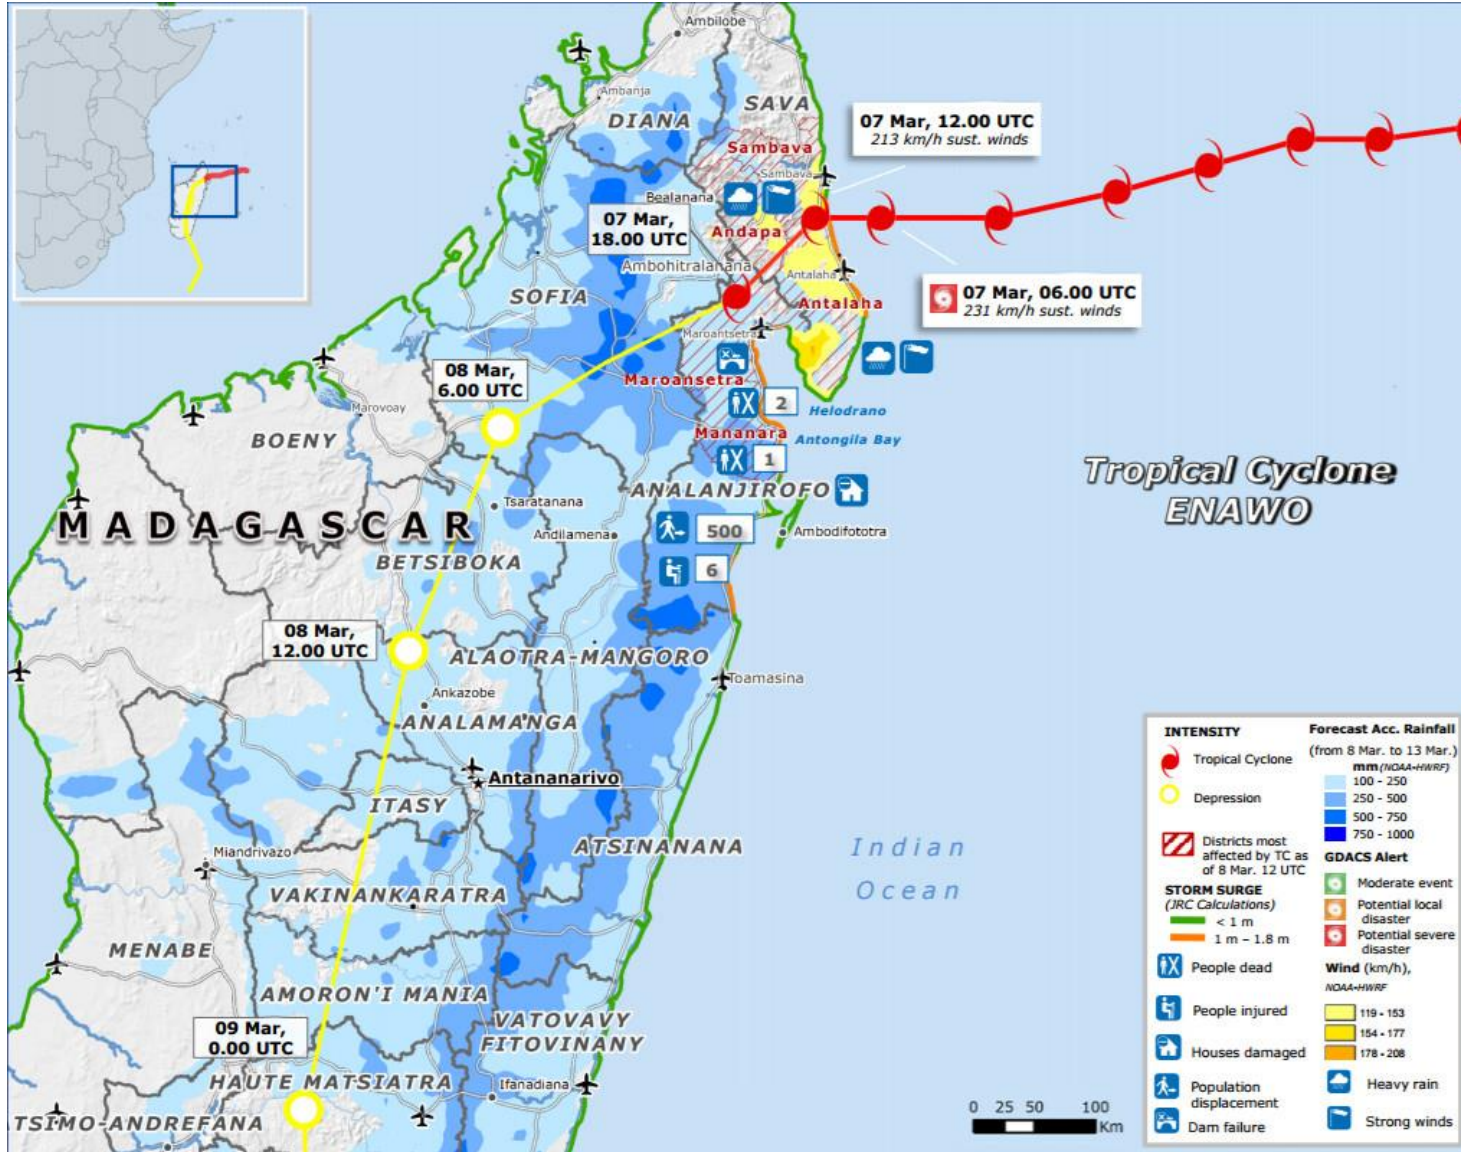 Ambilobe
Ambanja
DIANA
SAVA
Sambava
Sambava
07 Mar, 12.00 UTC
213 km/h sust. winds
Bealanana
07 Mar,
18.00 UTC
Andapa
Ambohitralanana
Antalaha
SOFIA
Antalaha
07 Mar, 06.00 UTC
231 km/h sust. winds
Maroantsetra
08 Mar,
6.00 UTC
Maroansetra
Marovoay
2
Helodrano
BOENY
Mananara
Antongila Bay
1
Tropical Cyclone
ENAWO
ANALANJIROFO
Tsaratanana
MADAGASCAR
Andilamena
500
Ambodifototra
BETSIBOKA
6
08 Mar,
12.00 UTC
ALAOTRA-MANGORO
Toamasina
Ankazobe
ANALAMANGA
Antananarivo
ITASY
ATSINANANA
Indian
Ocean
Miandrivazo
VAKINANKARATRA
MENABE
AMORON'I MANIA
VATOVAVY
FITOVINANY
09 Mar,
0.00 UTC
HAUTE MATSIATRA
Ifanadiana
TSIMO-ANDREFANA
0 25 50 100
Km
INTENSITY
Tropical Cyclone
Depression
Districts most
affected by TC as
of 8 Mar. 12 UTC
STORM SURGE
(JRC Calculations)
< 1 m
1 m – 1.8 m
People dead
People injured
Houses damaged
Population
displacement
Dam failure
Forecast Acc. Rainfall
(from 8 Mar. to 13 Mar.)
mm (NOAA-HWRF)
100 - 250
250 - 500
500 - 750
750 - 1000
GDACS Alert
Moderate event
Potential local
disaster
Potential severe
disaster
Wind (km/h),
NOAA-HWRF
119 - 153
154 - 177
178 - 208
Heavy rain
Strong winds